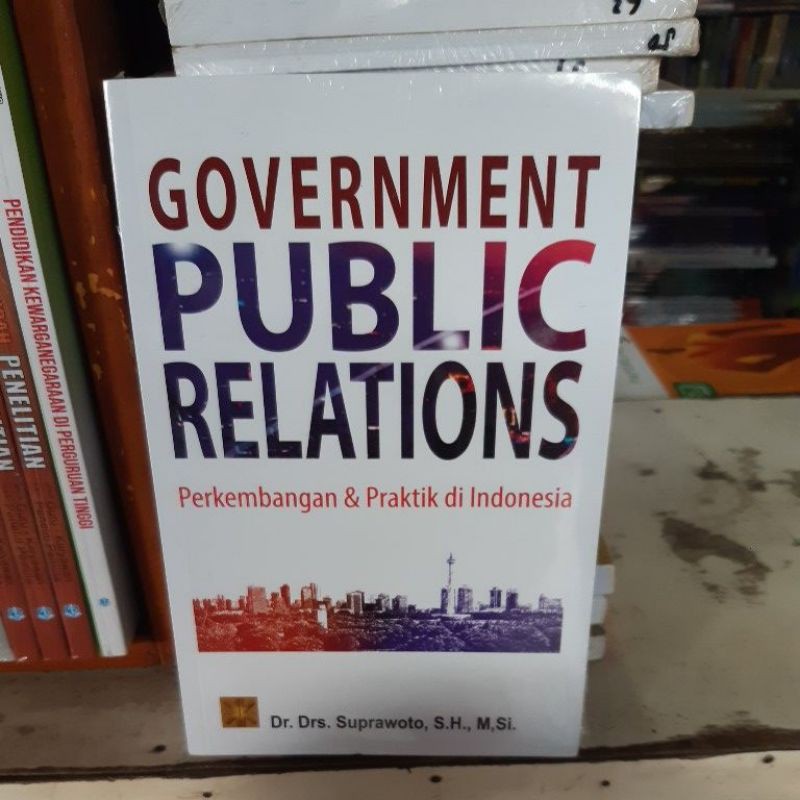 GOVERNMENT
PUBLIC
RELATIONS
Perkembangan & Praktik di Indonesia
Dr. Drs. Suprawoto, S.H., M,Si.
PENDIDIKAN KEWARGANEGARAAN DI PERGURUAN TINGGI
PENELITIAN